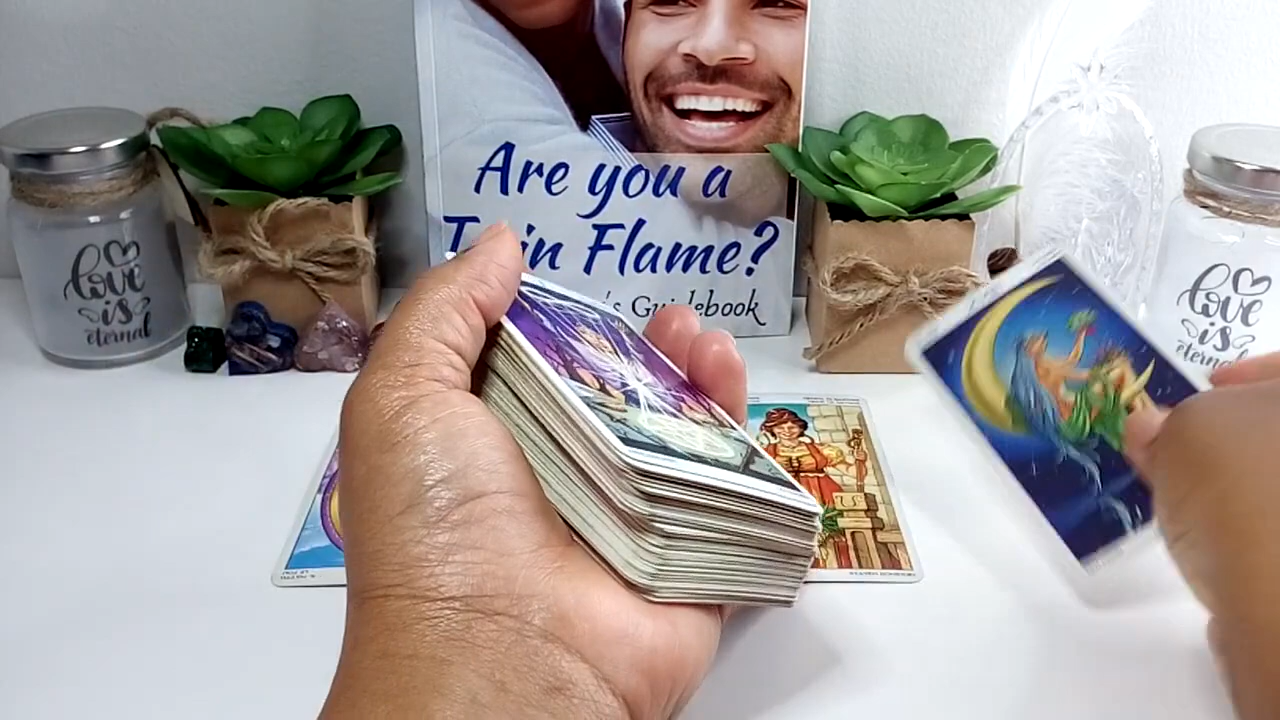 Are you a
Twin Flame?
Guidebook
love
is
eternal
love
is
eternal